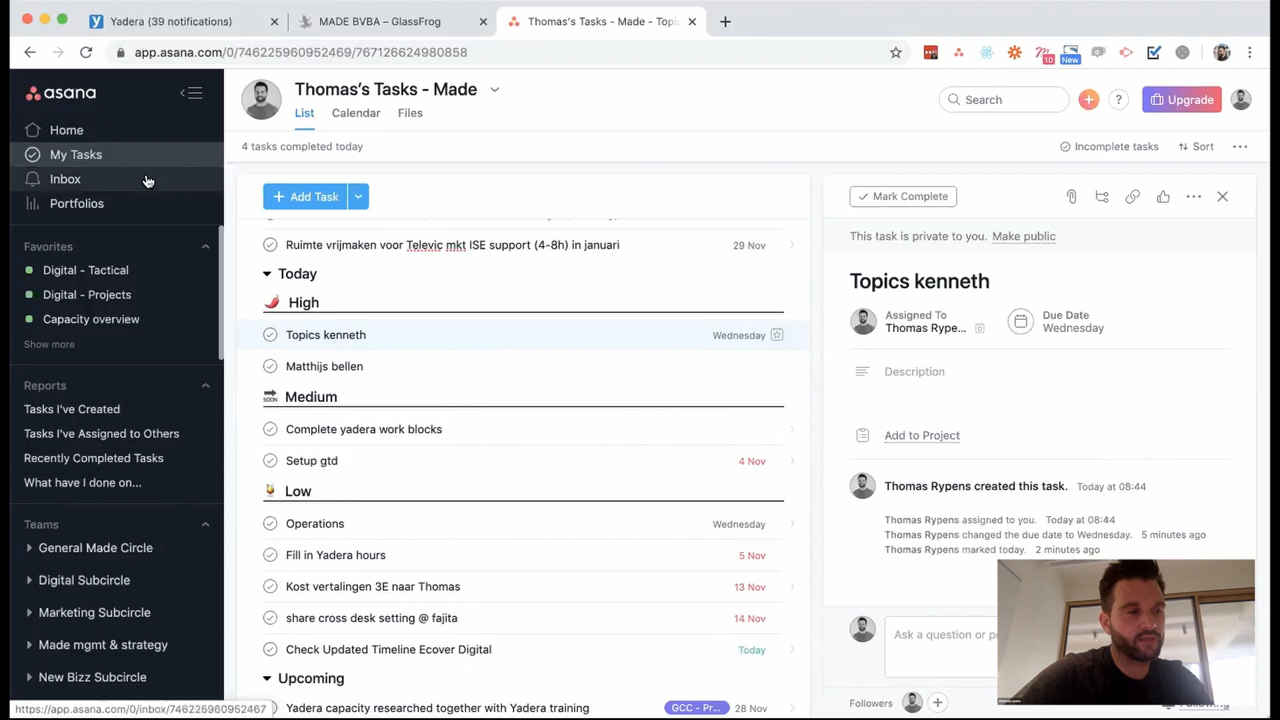 Yadera (39 notifications)
MADE BVBA – GlassFrog
Thomas's Tasks - Made - Topi
app.asana.com/0/746225960952469/767126624980858
10
New
asana
Home
My Tasks
Inbox
Portfolios
Favorites
Digital - Tactical
Digital - Projects
Capacity overview
Show more
Reports
Tasks I've Created
Tasks I've Assigned to Others
Recently Completed Tasks
What have I done on...
Teams
General Made Circle
Digital Subcircle
Marketing Subcircle
Made mgmt & strategy
New Bizz Subcircle
https://app.asana.com/0/inbox/746225960952467
Thomas's Tasks - Made
List Calendar Files
Search
?
Upgrade
4 tasks completed today
Incomplete tasks
Sort
+ Add Task
Ruimte vrijmaken voor Televic mkt ISE support (4-8h) in januari 29 Nov
Today
High
Topics kenneth Wednesday
Matthijs bellen
SOON Medium
Complete yadera work blocks
Setup gtd 4 Nov
Low
Operations Wednesday
Fill in Yadera hours 5 Nov
Kost vertalingen 3E naar Thomas 13 Nov
share cross desk setting @ fajita 14 Nov
Check Updated Timeline Ecover Digital Today
Upcoming
Yadera capacity researched together with Yadera training GCC - Pr... 28 Nov
Mark Complete
This task is private to you. Make public
Topics kenneth
Assigned To
Thomas Rype...
Due Date
Wednesday
Description
Add to Project
Thomas Rypens created this task. Today at 08:44
Thomas Rypens assigned to you. Today at 08:44
Thomas Rypens changed the due date to Wednesday. 5 minutes ago
Thomas Rypens marked today. 2 minutes ago
Ask a question or
Followers